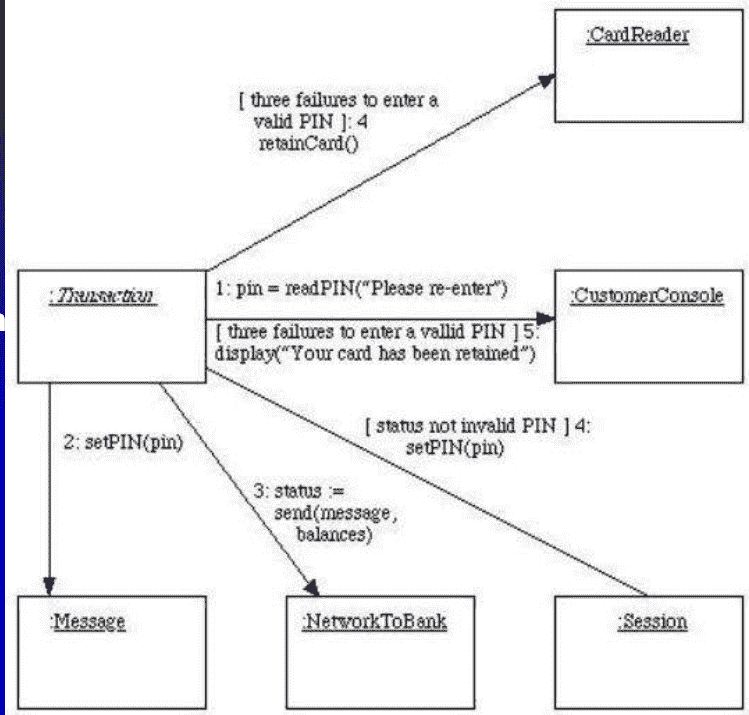 :CardReader
[ three failures to enter a
valid PIN ]: 4
retainCard()
:Transaction
1: pin = readPIN("Please re-enter")
:CustomerConsole
[ three failures to enter a vallid PIN ] 5:
display("Your card has been retained")
[ status not invalid PIN ] 4:
setPIN(pin)
2: setPIN(pin)
3: status :=
send(message,
balances)
:Message
:NetworkToBank
:Session